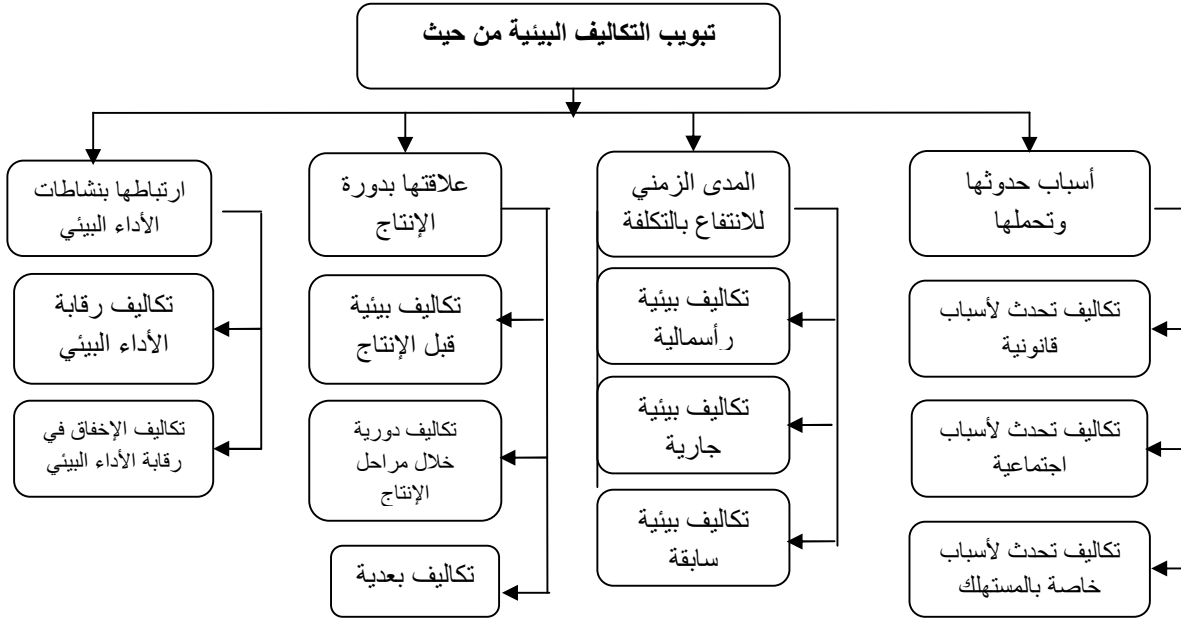 تبويب التكاليف البيئية من حيث
أسباب حدوثها
وتحملها
تكاليف تحدث لأسباب
قانونية
تكاليف تحدث لأسباب
اجتماعية
تكاليف تحدث لأسباب
خاصة بالمستهلك
المدى الزمني
للانتفاع بالتكلفة
تكاليف بيئية
رأسمالية
تكاليف بيئية
جارية
تكاليف بيئية
سابقة
علاقتها بدورة
الإنتاج
تكاليف بيئية
قبل الإنتاج
تكاليف دورية
خلال مراحل
الإنتاج
تكاليف بعدية
ارتباطها بنشاطات
الأداء البيئي
تكاليف رقابة
الأداء البيئي
تكاليف الإخفاق في
رقابة الأداء البيئي